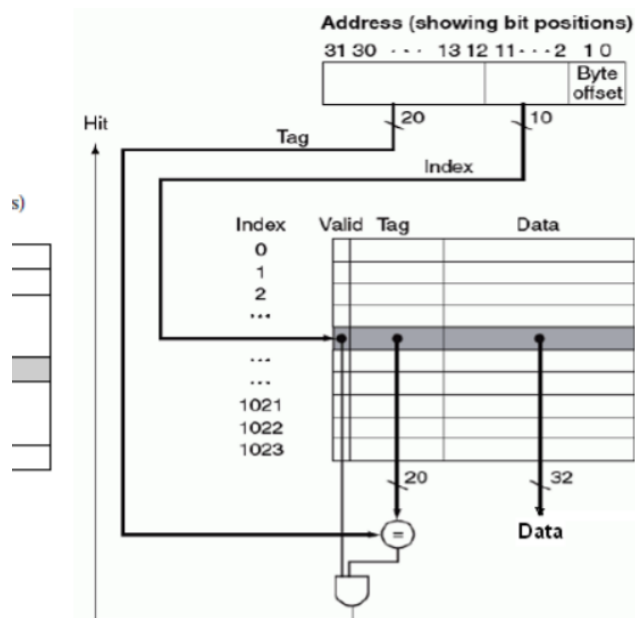 Address (showing bit positions)
31 30 ··· 13 12 11···2 1 0
Byte
offset
20 10
Hit
Tag
Index
s)
Index Valid Tag Data
0
1
2
...
...
...
1021
1022
1023
20 32
= Data